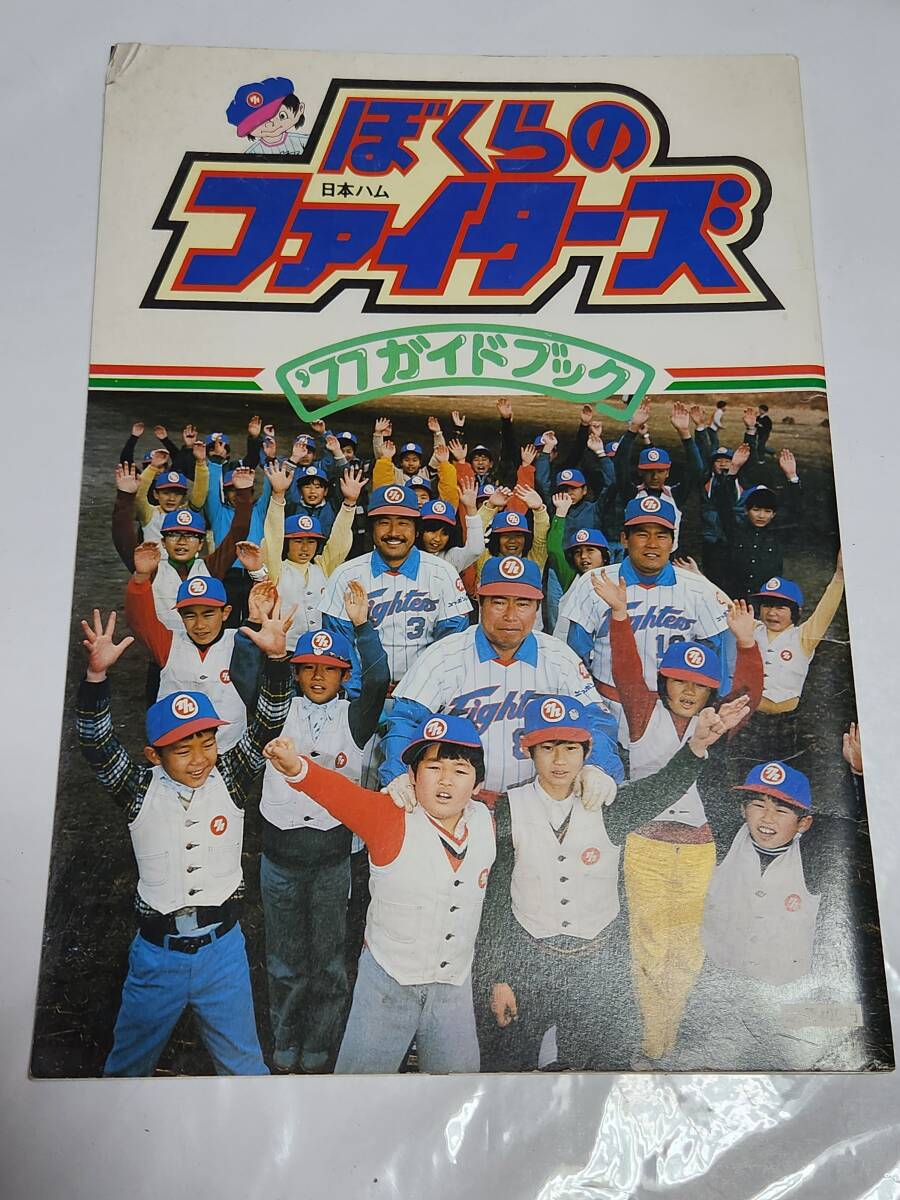 ぼくらの
日本ハム
ファイターズ
'77ガイドブック
Fighters
3
Fighters
Fighters